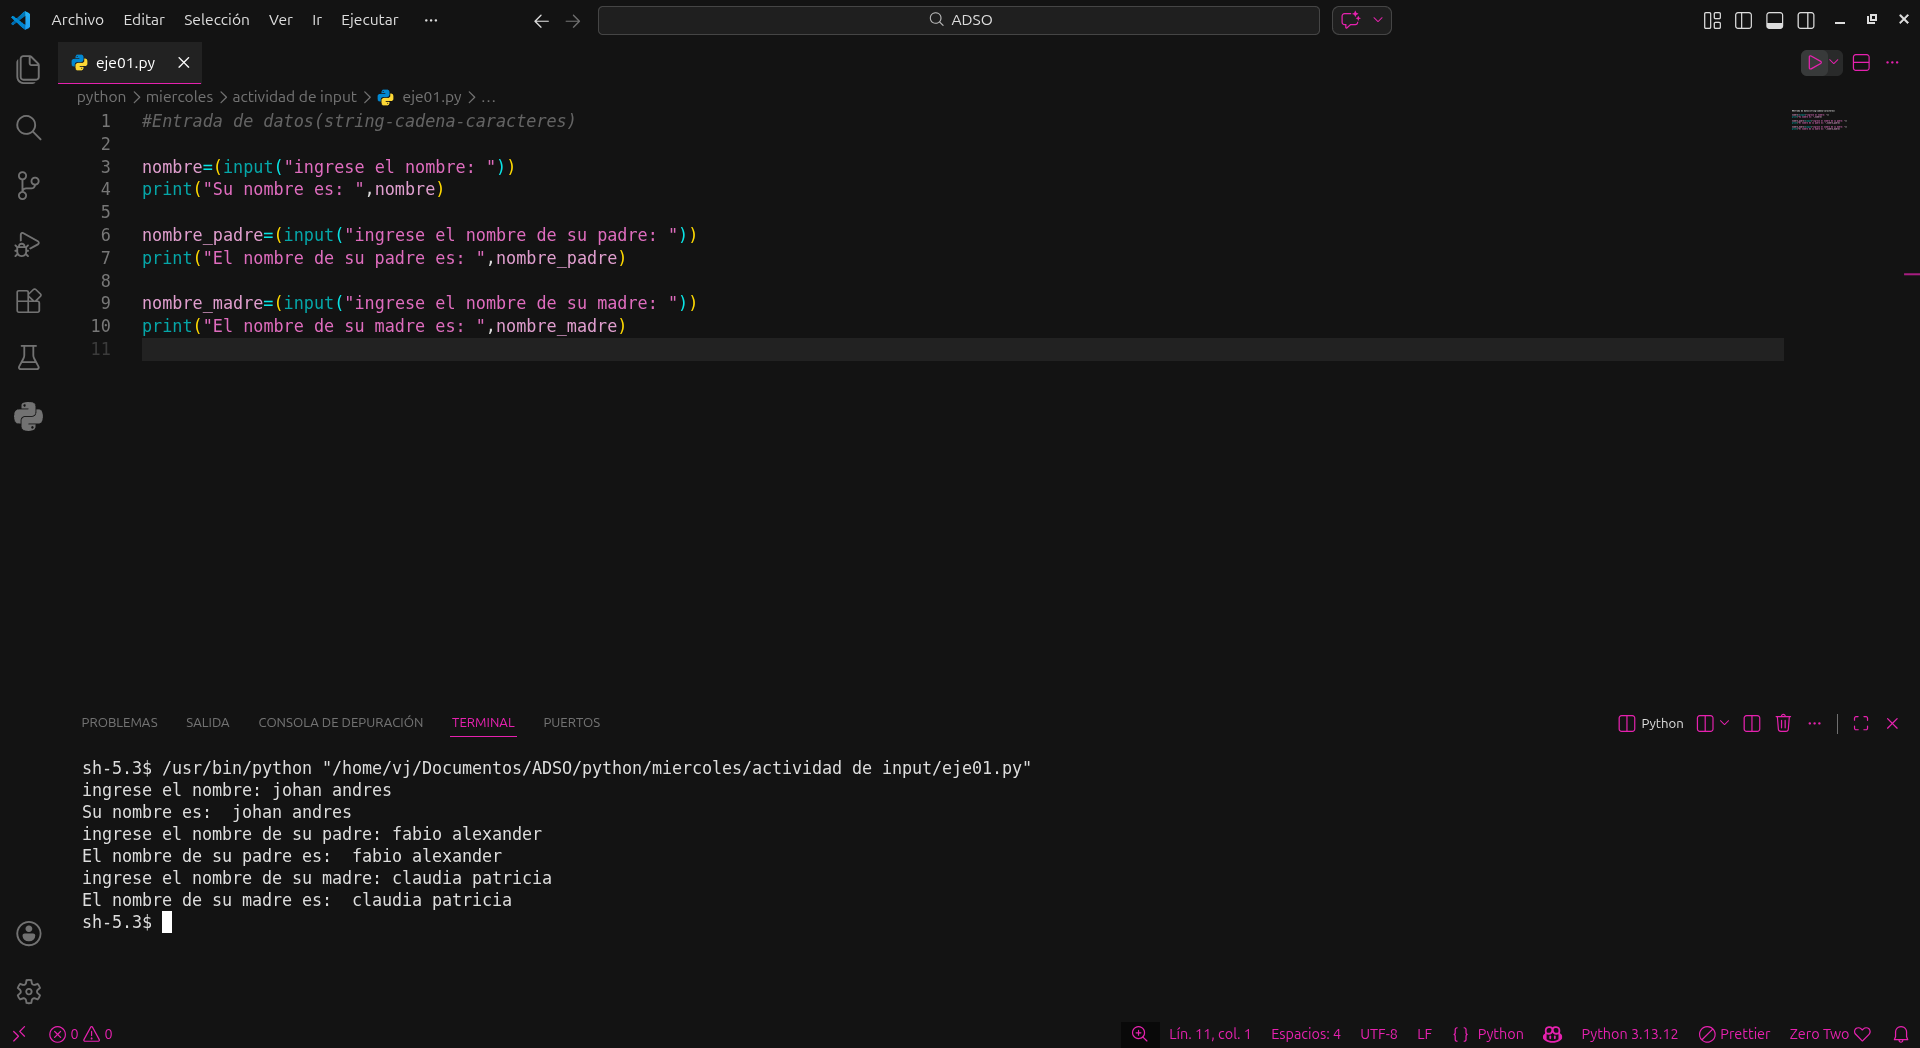 Archivo Editar Selección Ver Ir Ejecutar ··· ADSO
eje01.py
python > miercoles > actividad de input > eje01.py > ...
1 #Entrada de datos(string-cadena-caracteres)
2
3 nombre=(input("ingrese el nombre: "))
4 print("Su nombre es: ",nombre)
5
6 nombre_padre=(input("ingrese el nombre de su padre: "))
7 print("El nombre de su padre es: ",nombre_padre)
8
9 nombre_madre=(input("ingrese el nombre de su madre: "))
10 print("El nombre de su madre es: ",nombre_madre)
11
PROBLEMAS SALIDA CONSOLA DE DEPURACIÓN TERMINAL PUERTOS Python
sh-5.3$ /usr/bin/python "/home/vj/Documentos/ADSO/python/miercoles/actividad de input/eje01.py"
ingrese el nombre: johan andres
Su nombre es:  johan andres
ingrese el nombre de su padre: fabio alexander
El nombre de su padre es:  fabio alexander
ingrese el nombre de su madre: claudia patricia
El nombre de su madre es:  claudia patricia
sh-5.3$
0 0 Lín. 11, col. 1 Espacios: 4 UTF-8 LF { } Python Python 3.13.12 Prettier Zero Two